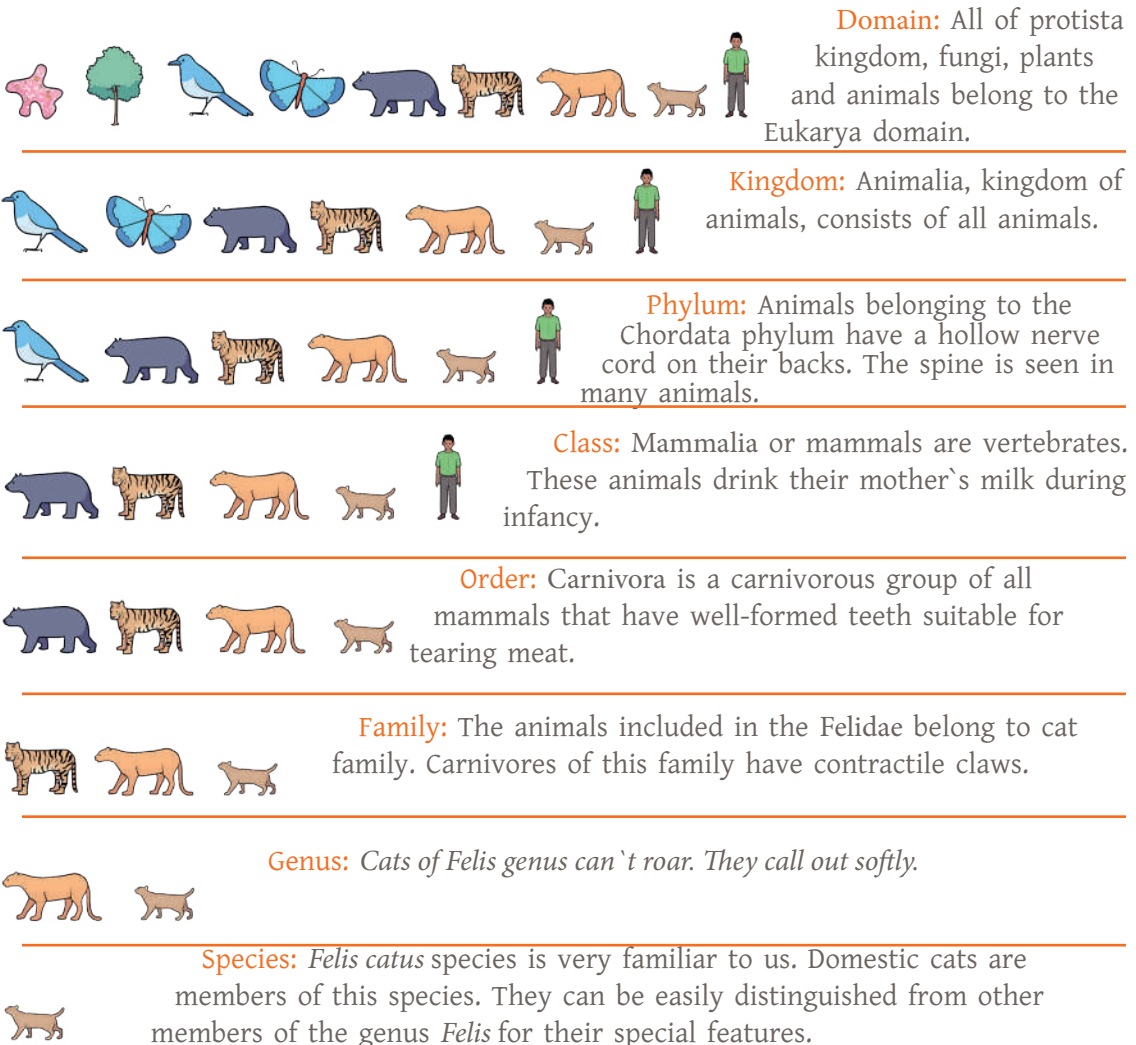 Domain: All of protista
kingdom, fungi, plants
and animals belong to the
Eukarya domain.
Kingdom: Animalia, kingdom of
animals, consists of all animals.
Phylum: Animals belonging to the
Chordata phylum have a hollow nerve
cord on their backs. The spine is seen in
many animals.
Class: Mammalia or mammals are vertebrates.
These animals drink their mother`s milk during
infancy.
Order: Carnivora is a carnivorous group of all
mammals that have well-formed teeth suitable for
tearing meat.
Family: The animals included in the Felidae belong to cat
family. Carnivores of this family have contractile claws.
Genus: Cats of Felis genus can`t roar. They call out softly.
Species: Felis catus species is very familiar to us. Domestic cats are
members of this species. They can be easily distinguished from other
members of the genus Felis for their special features.